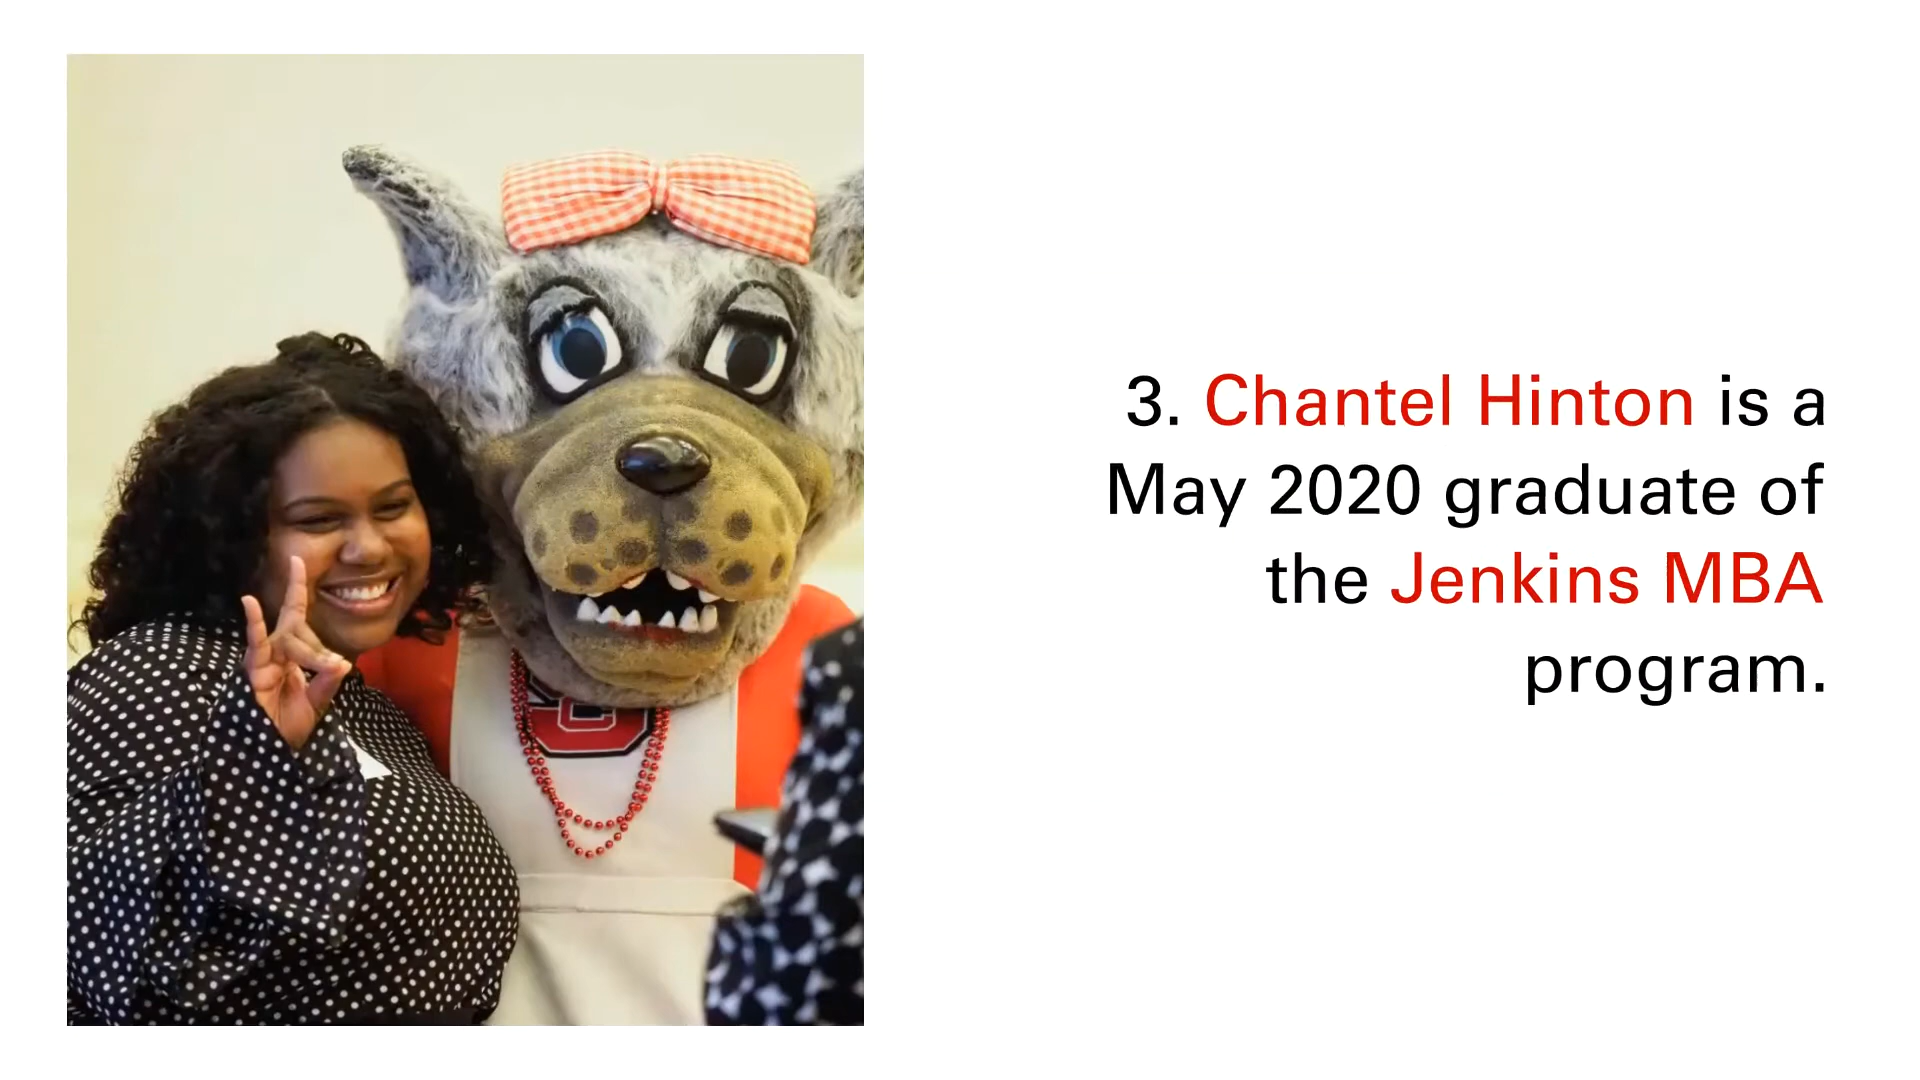 3. Chantel Hinton is a
May 2020 graduate of
the Jenkins MBA
program.